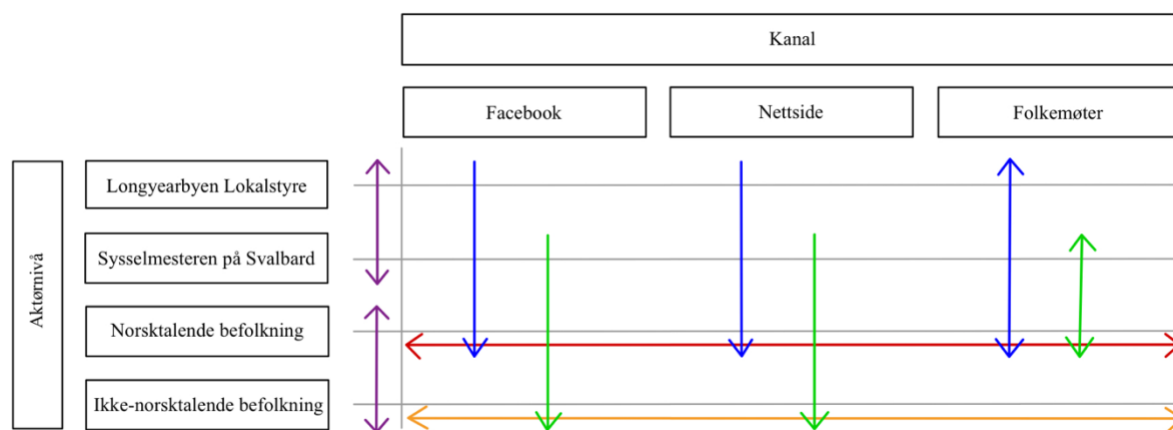 Kanal
Facebook
Nettside
Folkemøter
Aktørnivå
Longyearbyen Lokalstyre
Sysselmesteren på Svalbard
Norsktalende befolkning
Ikke-norsktalende befolkning